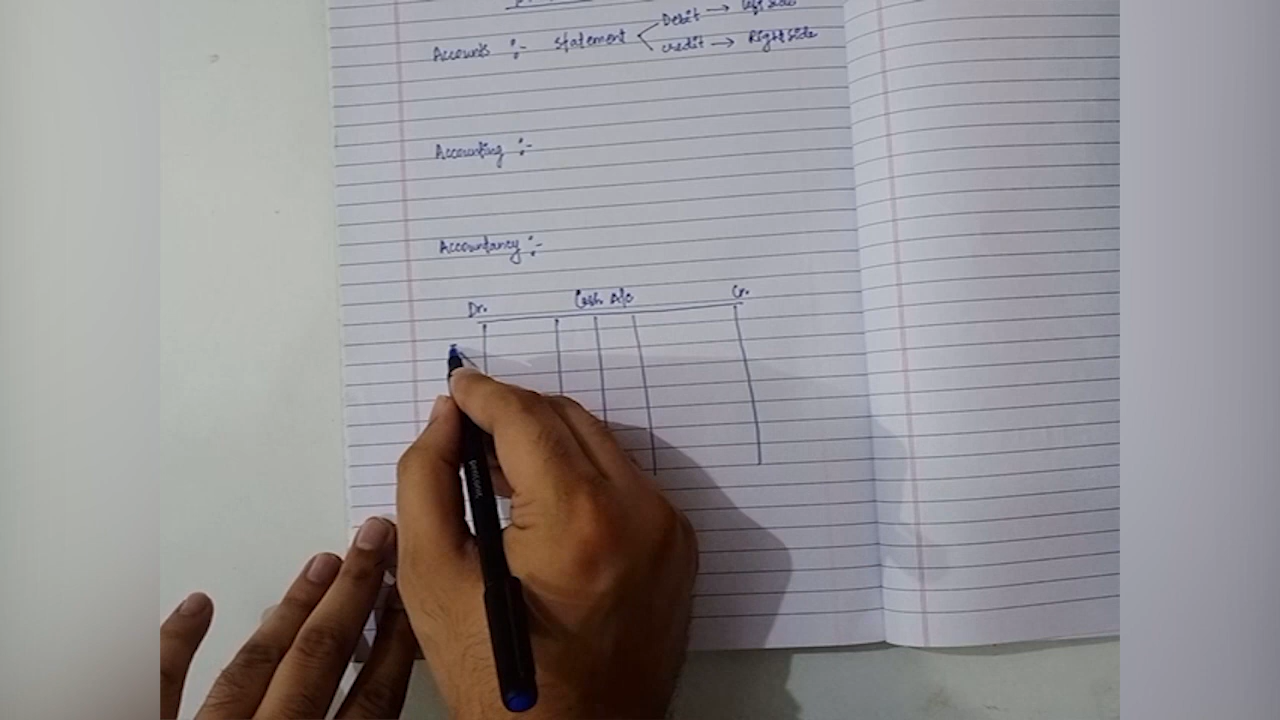 Debit → left side
Accounts :- Statement
credit → Right side
Accounting :-
Accountancy :-
Dr. Cash A/c Cr.